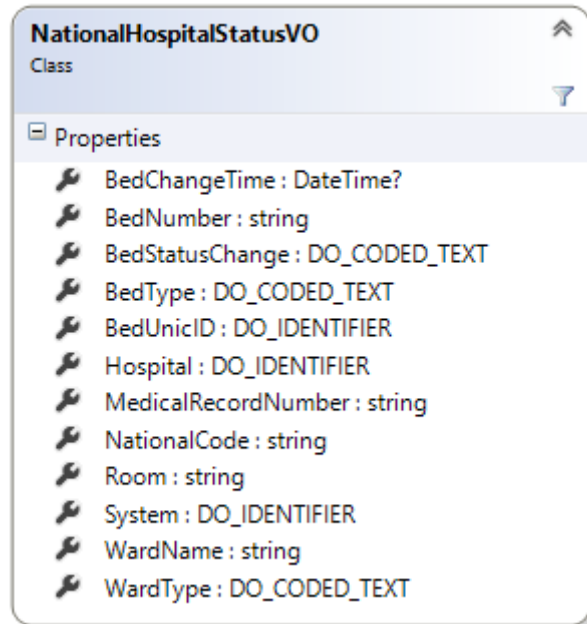 NationalHospitalStatusVO
Class
Properties
BedChangeTime : DateTime?
BedNumber : string
BedStatusChange : DO_CODED_TEXT
BedType : DO_CODED_TEXT
BedUnicID : DO_IDENTIFIER
Hospital : DO_IDENTIFIER
MedicalRecordNumber : string
NationalCode : string
Room : string
System : DO_IDENTIFIER
WardName : string
WardType : DO_CODED_TEXT